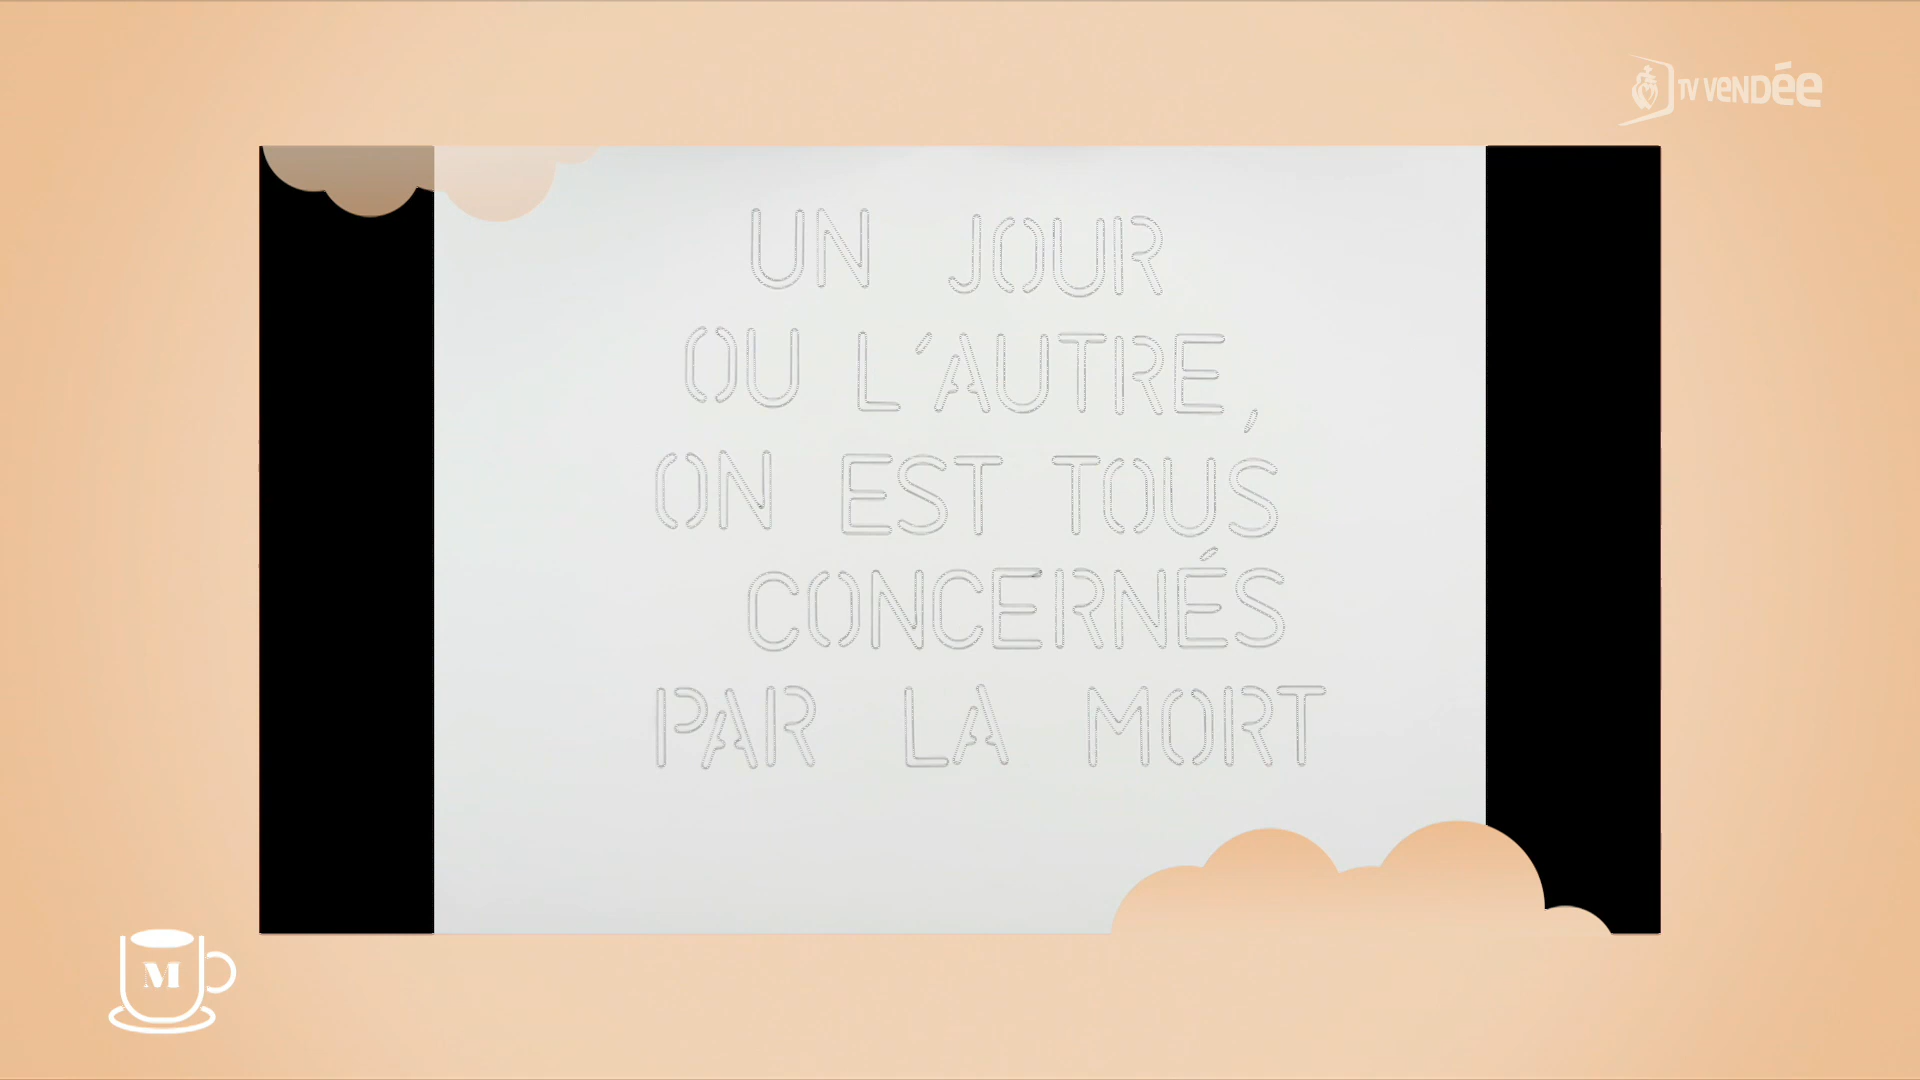 TV VENDÉE
UN JOUR
OU L'AUTRE,
ON EST TOUS
CONCERNÉS
PAR LA MORT
M